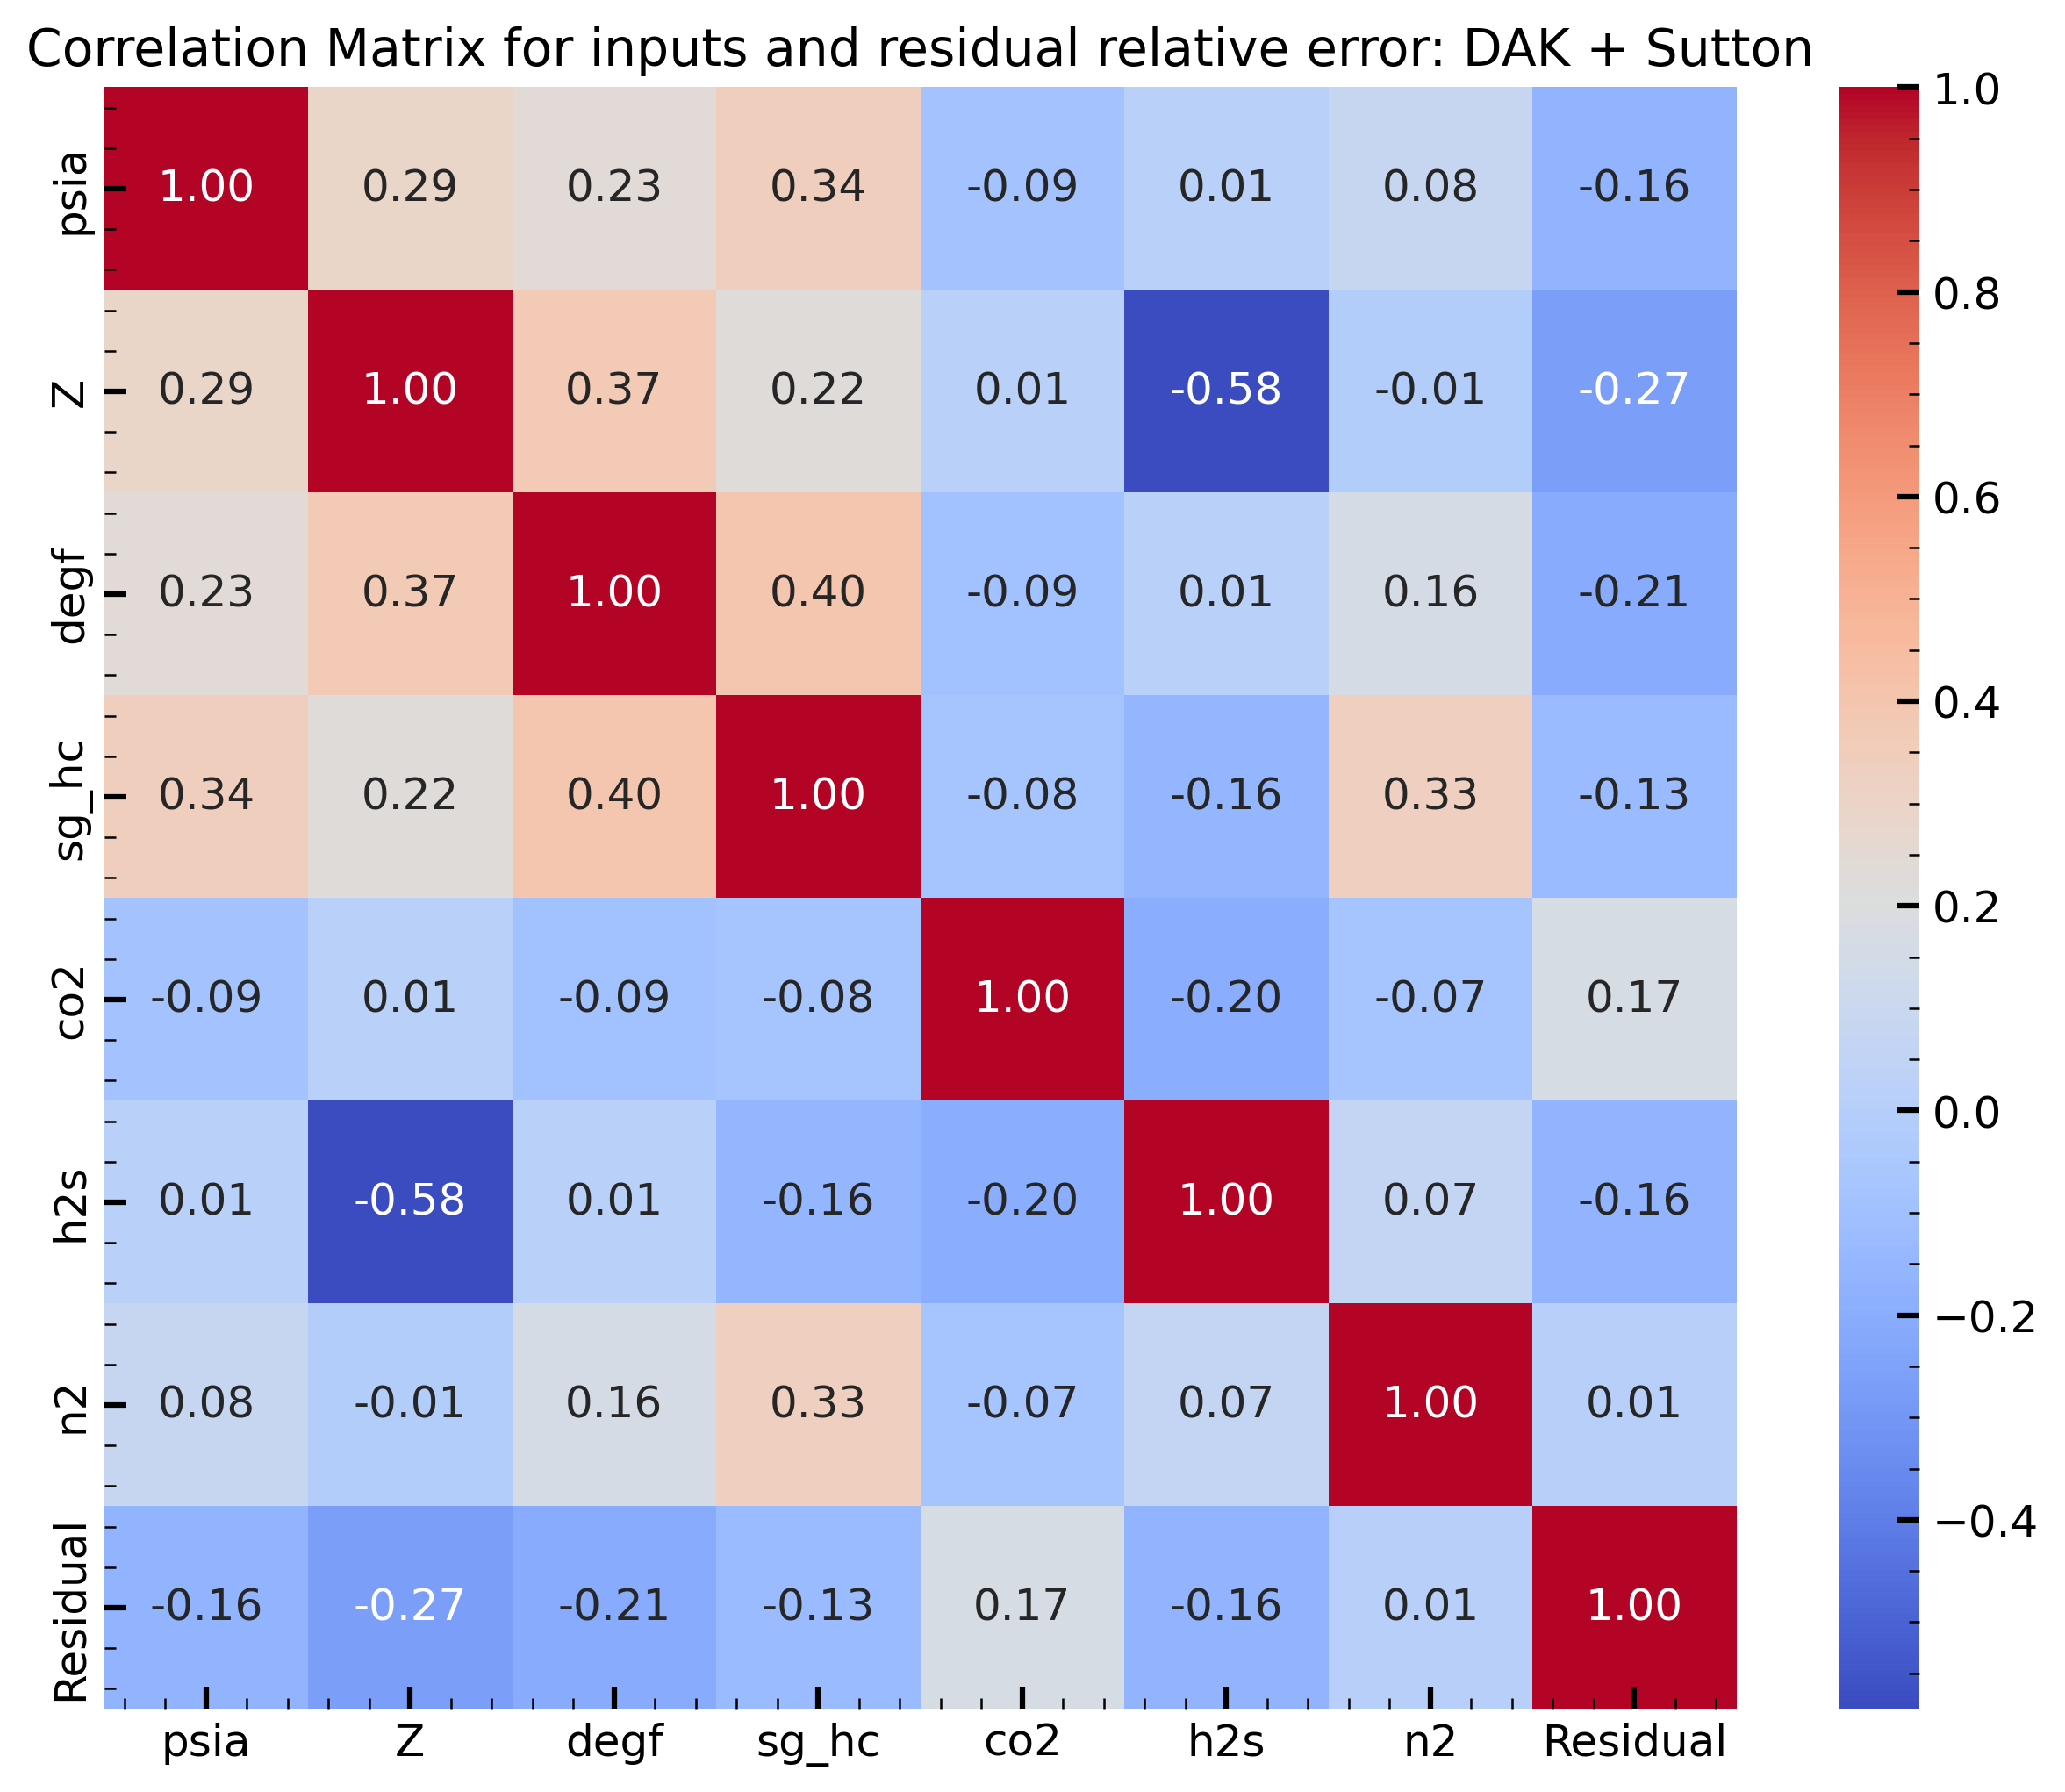 Correlation Matrix for inputs and residual relative error: DAK + Sutton
psia 1.00 0.29 0.23 0.34 -0.09 0.01 0.08 -0.16
Z 0.29 1.00 0.37 0.22 0.01 -0.58 -0.01 -0.27
degf 0.23 0.37 1.00 0.40 -0.09 0.01 0.16 -0.21
sg_hc 0.34 0.22 0.40 1.00 -0.08 -0.16 0.33 -0.13
co2 -0.09 0.01 -0.09 -0.08 1.00 -0.20 -0.07 0.17
h2s 0.01 -0.58 0.01 -0.16 -0.20 1.00 0.07 -0.16
n2 0.08 -0.01 0.16 0.33 -0.07 0.07 1.00 0.01
Residual -0.16 -0.27 -0.21 -0.13 0.17 -0.16 0.01 1.00
psia Z degf sg_hc co2 h2s n2 Residual
1.0
0.8
0.6
0.4
0.2
0.0
−0.2
−0.4